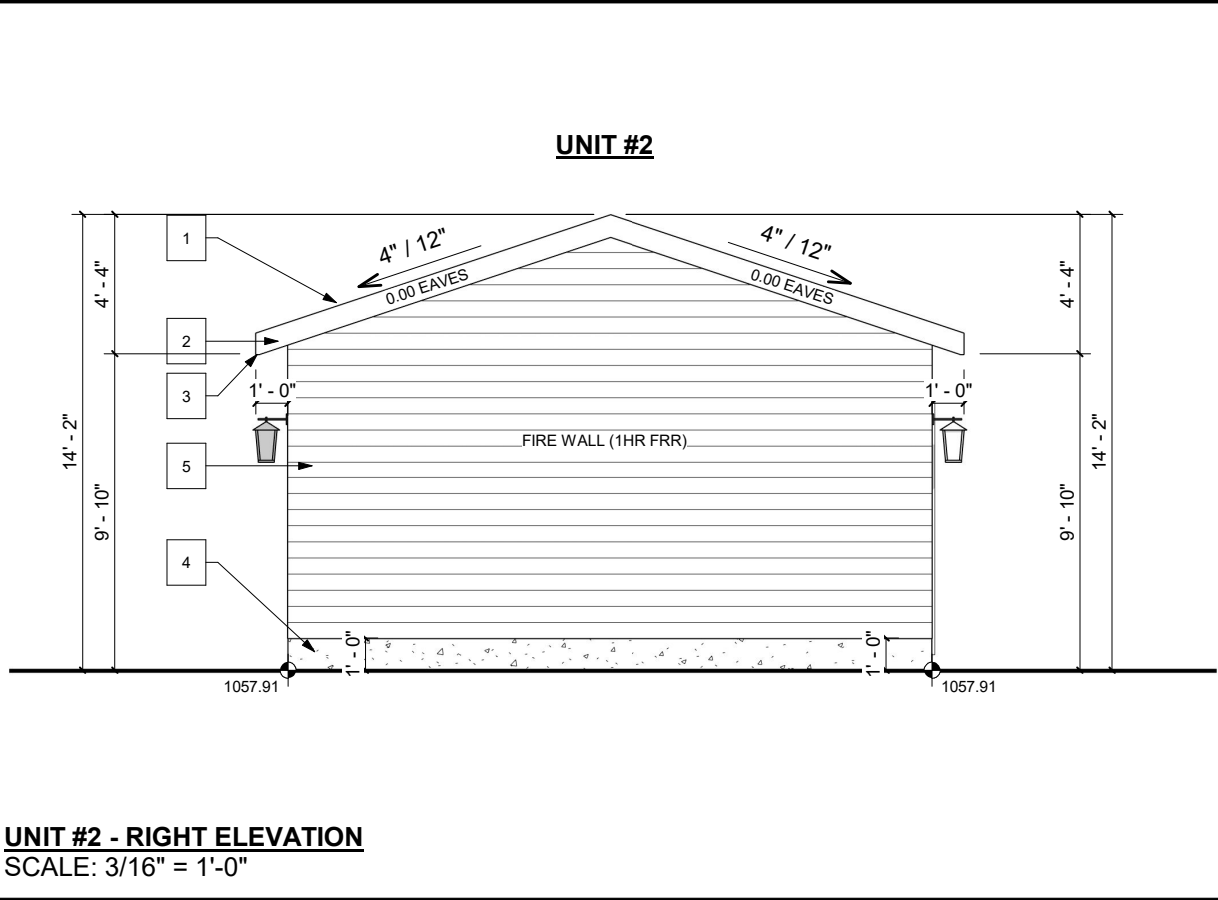 UNIT #2
1
4" / 12"
4" / 12"
0.00 EAVES
0.00 EAVES
4' - 4"
4' - 4"
2
3
1' - 0"
1' - 0"
14' - 2"
14' - 2"
FIRE WALL (1HR FRR)
5
9' - 10"
9' - 10"
4
1' - 0"
1' - 0"
1057.91
1057.91
UNIT #2 - RIGHT ELEVATION
SCALE: 3/16" = 1'-0"